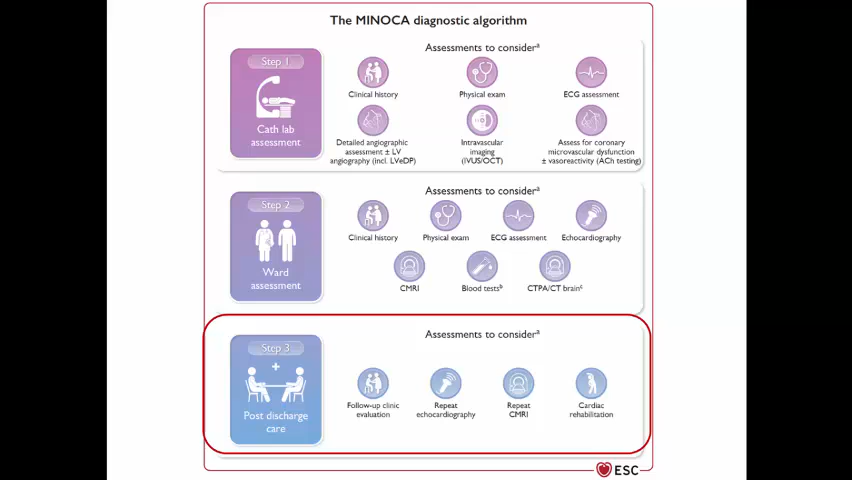 The MINOCA diagnostic algorithm
Step 1
Cath lab
assessment
Assessments to considerᵃ
Clinical history
Physical exam
ECG assessment
Detailed angiographic
assessment ± LV
angiography (incl. LVeDP)
Intravascular
imaging
(IVUS/OCT)
Assess for coronary
microvascular dysfunction
± vasoreactivity (ACh testing)
Step 2
Ward
assessment
Assessments to considerᵃ
Clinical history
Physical exam
ECG assessment
Echocardiography
CMRI
Blood testsᵇ
CTPA/CT brainᶜ
Step 3
Post discharge
care
Assessments to considerᵃ
Follow-up clinic
evaluation
Repeat
echocardiography
Repeat
CMRI
Cardiac
rehabilitation
ESC